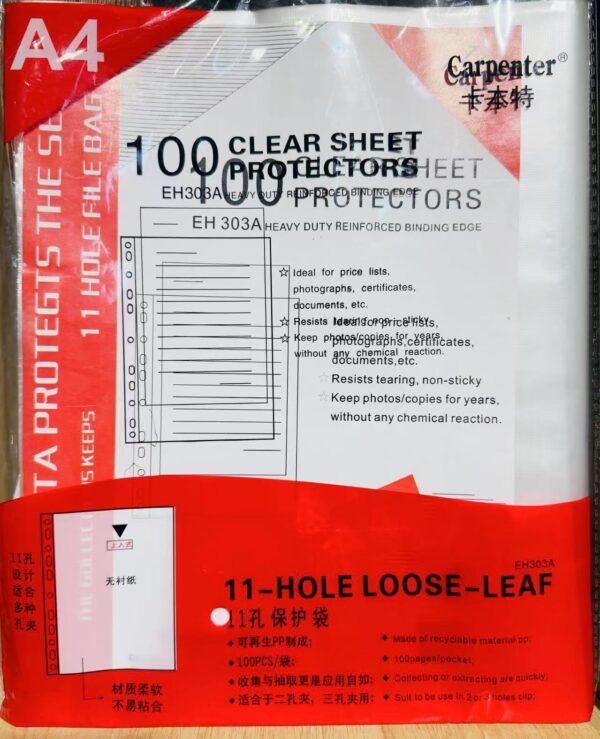 A4
Carpenter®
卡本特
100 CLEAR SHEET
PROTECTORS
EH303A HEAVY DUTY REINFORCED BINDING EDGE
100 CLEAR SHEET
PROTECTORS
EH 303A HEAVY DUTY REINFORCED BINDING EDGE
☆ Ideal for price lists,
photographs, certificates,
documents, etc.
☆ Resists tearing, non-sticky
☆ Keep photos/copies for years,
without any chemical reaction.
Ideal for price lists,
photographs,certificates,
documents,etc.
☆ Resists tearing, non-sticky
☆ Keep photos/copies for years,
without any chemical reaction.
TA PROTEGTS THE
11 HOLE FILE BAG
THE COLLECT
S KEEPS
11孔
设计
适合
多种
孔夹
上入式
无衬纸
材质柔软
不易粘合
EH303A
11-HOLE LOOSE-LEAF
11孔 保护 袋
◆可再生PP制成;
◆100PCS/袋;
◆收集与抽取更是应用自如;
◆适合于二孔夹, 三孔夹用;
◆ Made of recyclable material pp;
◆ 100pages/pocket;
◆ Collecting or extracting are quickly;
◆ Suit to be use in 2 or 3 holes clip;